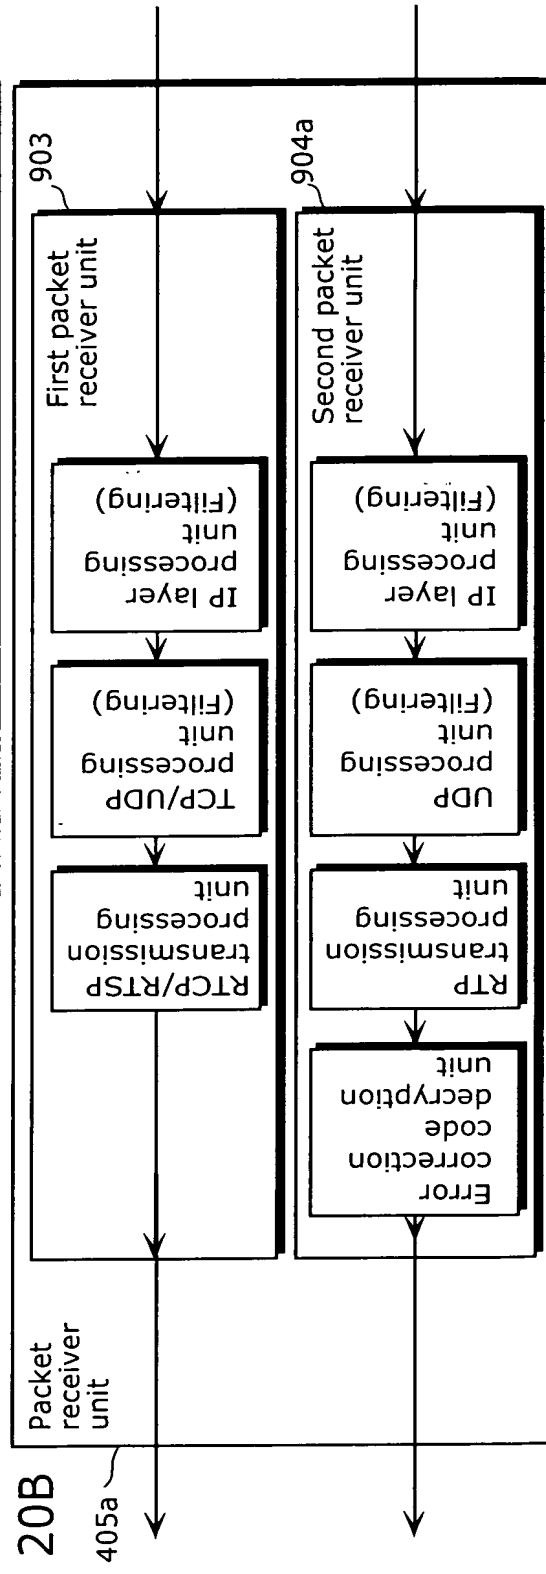 20B
405a
Packet
receiver
unit
903
First packet
receiver unit
IP layer
processing
unit
(Filtering)
TCP/UDP
processing
unit
(Filtering)
RTCP/RTSP
transmission
processing
unit
904a
Second packet
receiver unit
IP layer
processing
unit
(Filtering)
UDP
processing
unit
(Filtering)
RTP
transmission
processing
unit
Error
correction
code
decryption
unit